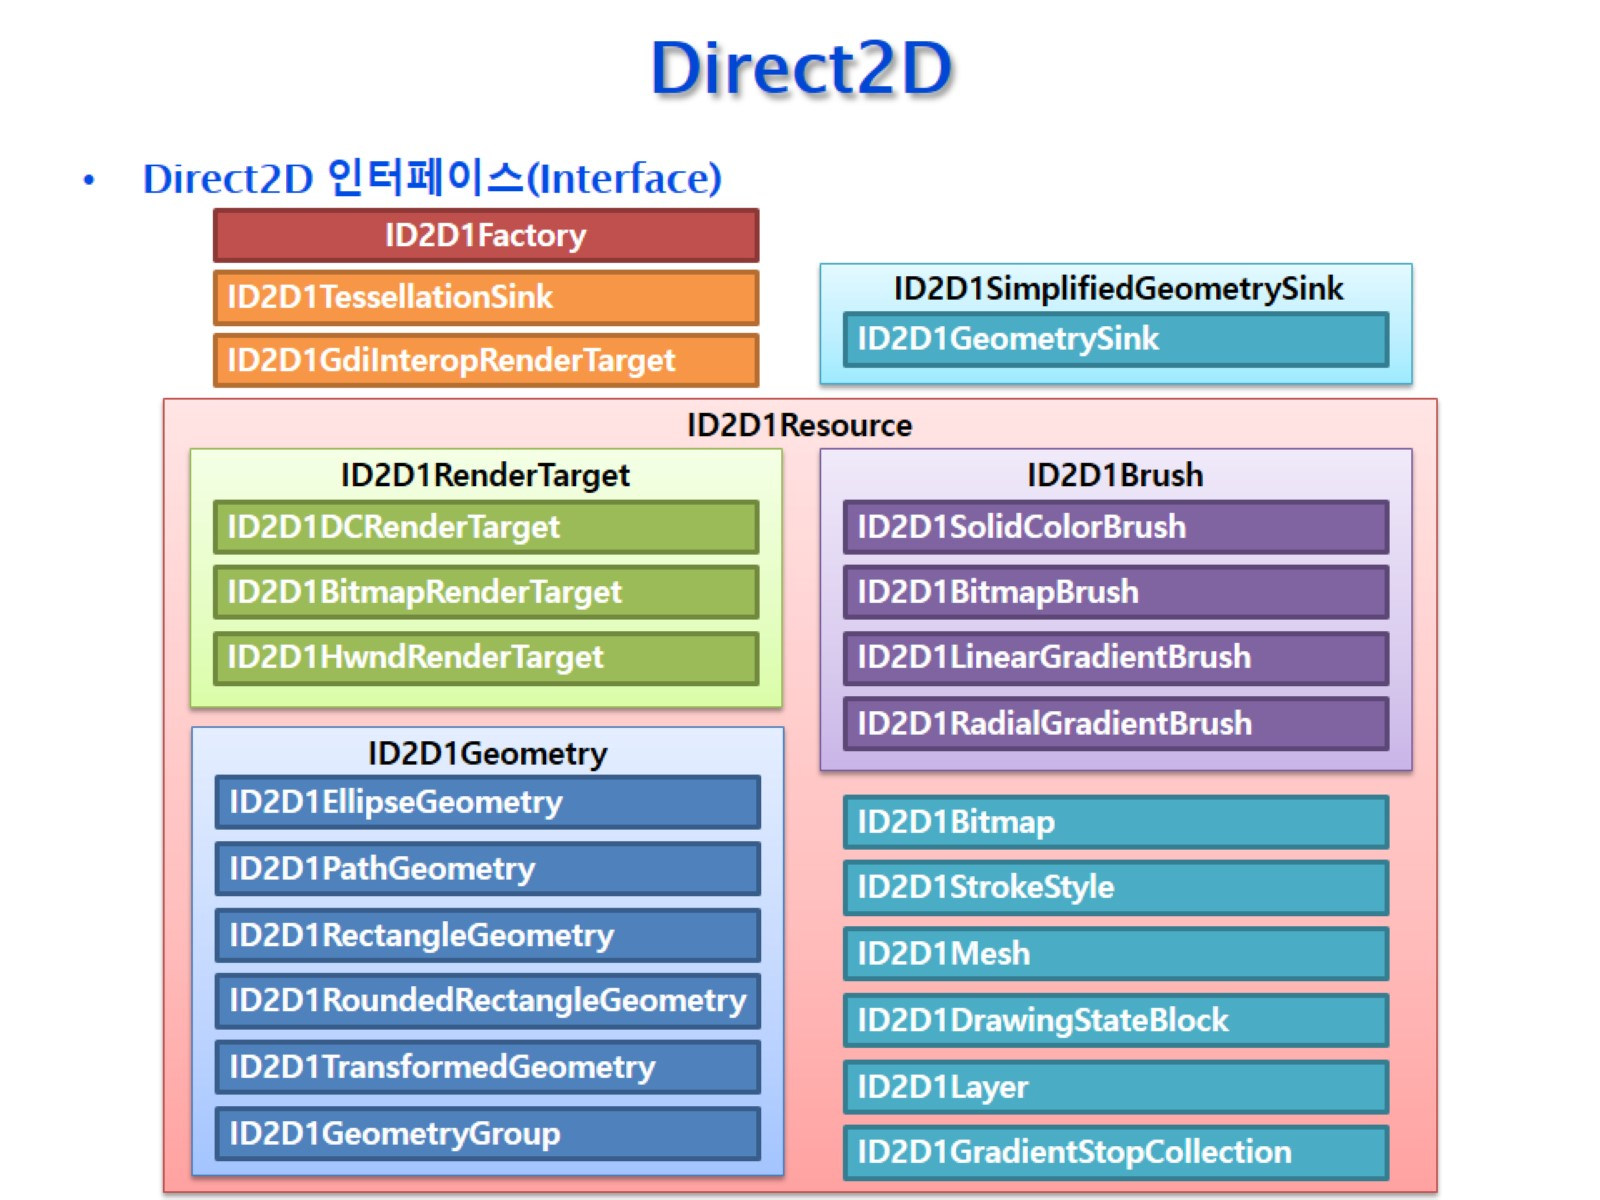 Direct2D
• Direct2D 인터페이스(Interface)
ID2D1Factory
ID2D1TessellationSink
ID2D1GdiInteropRenderTarget
ID2D1SimplifiedGeometrySink
ID2D1GeometrySink
ID2D1Resource
ID2D1RenderTarget
ID2D1DCRenderTarget
ID2D1BitmapRenderTarget
ID2D1HwndRenderTarget
ID2D1Brush
ID2D1SolidColorBrush
ID2D1BitmapBrush
ID2D1LinearGradientBrush
ID2D1RadialGradientBrush
ID2D1Geometry
ID2D1EllipseGeometry
ID2D1PathGeometry
ID2D1RectangleGeometry
ID2D1RoundedRectangleGeometry
ID2D1TransformedGeometry
ID2D1GeometryGroup
ID2D1Bitmap
ID2D1StrokeStyle
ID2D1Mesh
ID2D1DrawingStateBlock
ID2D1Layer
ID2D1GradientStopCollection